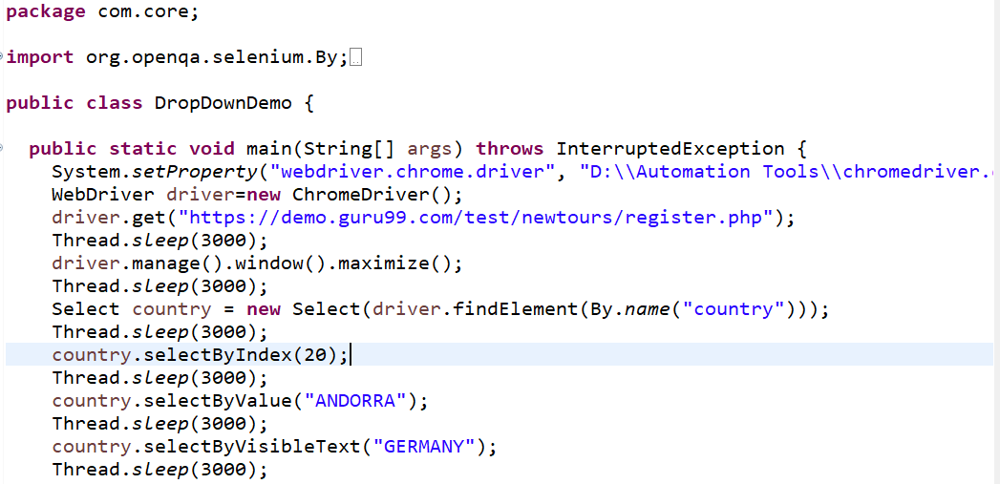 package com.core;
import org.openqa.selenium.By;
public class DropDownDemo {
public static void main(String[] args) throws InterruptedException {
System.setProperty("webdriver.chrome.driver", "D:\\Automation Tools\\chromedriver.
WebDriver driver=new ChromeDriver();
driver.get("https://demo.guru99.com/test/newtours/register.php");
Thread.sleep(3000);
driver.manage().window().maximize();
Thread.sleep(3000);
Select country = new Select(driver.findElement(By.name("country")));
Thread.sleep(3000);
country.selectByIndex(20);
Thread.sleep(3000);
country.selectByValue("ANDORRA");
Thread.sleep(3000);
country.selectByVisibleText("GERMANY");
Thread.sleep(3000);